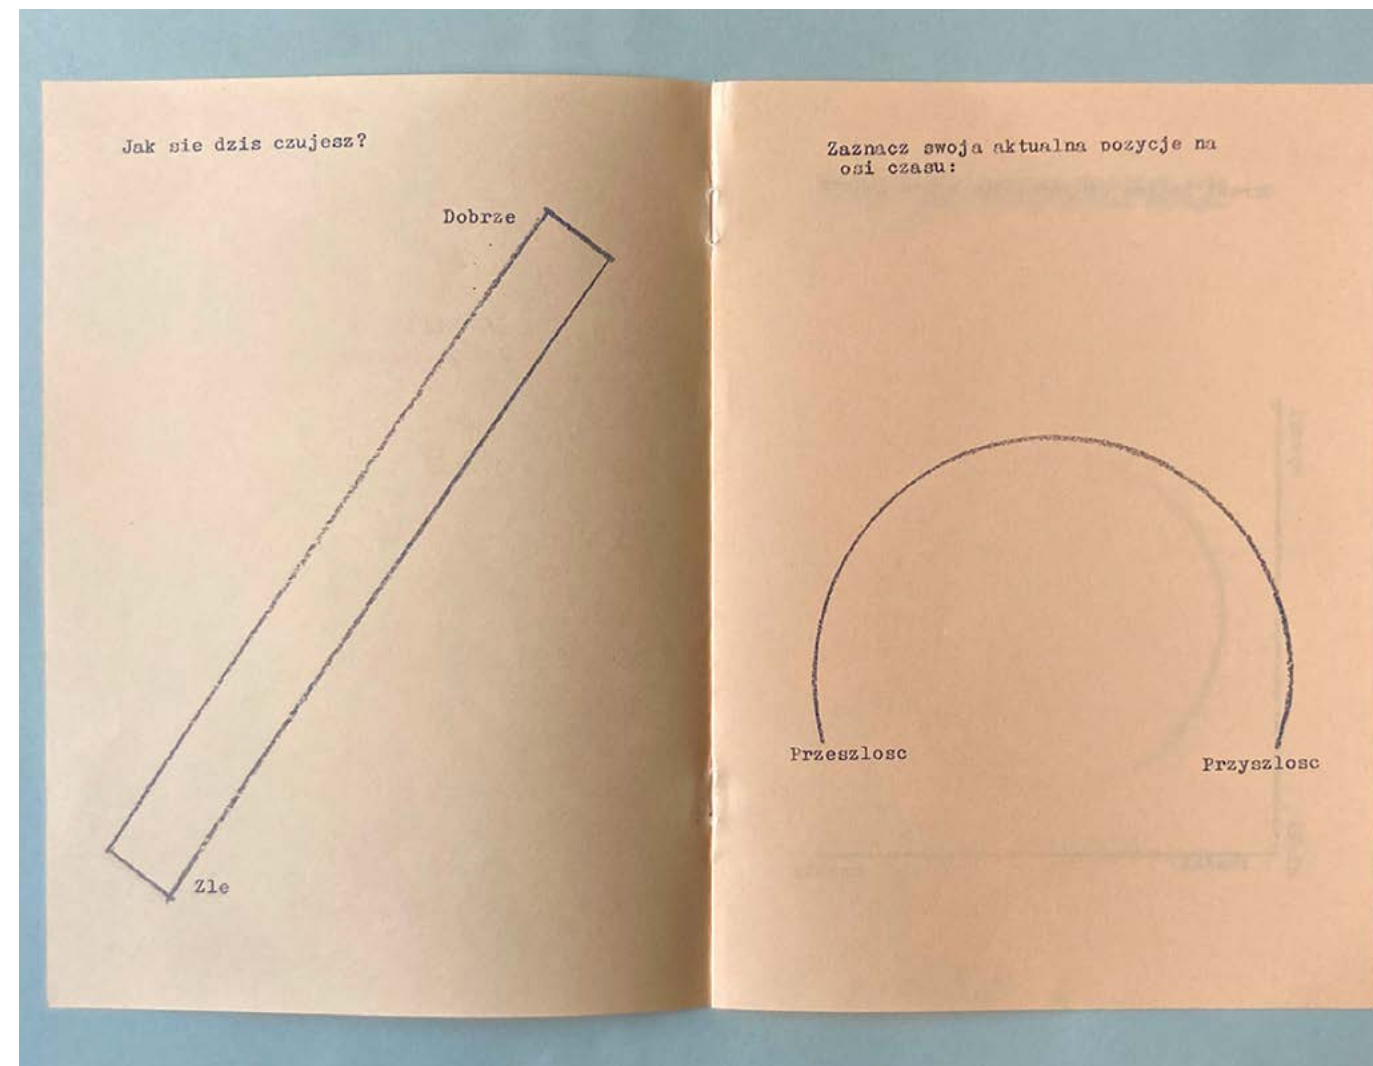 Jak sie dzis czujesz?
Dobrze
Zle
Zaznacz swoja aktualna pozycje na
osi czasu:
Przeszlosc
Przyszlosc